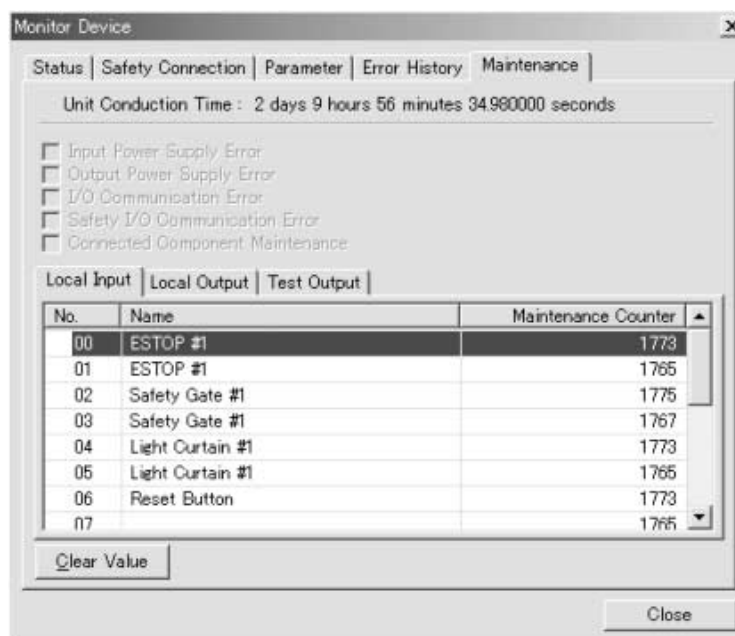 Monitor Device
Status Safety Connection Parameter Error History Maintenance
Unit Conduction Time : 2 days 9 hours 56 minutes 34.980000 seconds
Input Power Supply Error
Output Power Supply Error
I/O Communication Error
Safety I/O Communication Error
Connected Component Maintenance
Local Input Local Output Test Output
No. Name Maintenance Counter
00 ESTOP #1 1773
01 ESTOP #1 1765
02 Safety Gate #1 1775
03 Safety Gate #1 1767
04 Light Curtain #1 1773
05 Light Curtain #1 1765
06 Reset Button 1773
07 1765
Clear Value
Close